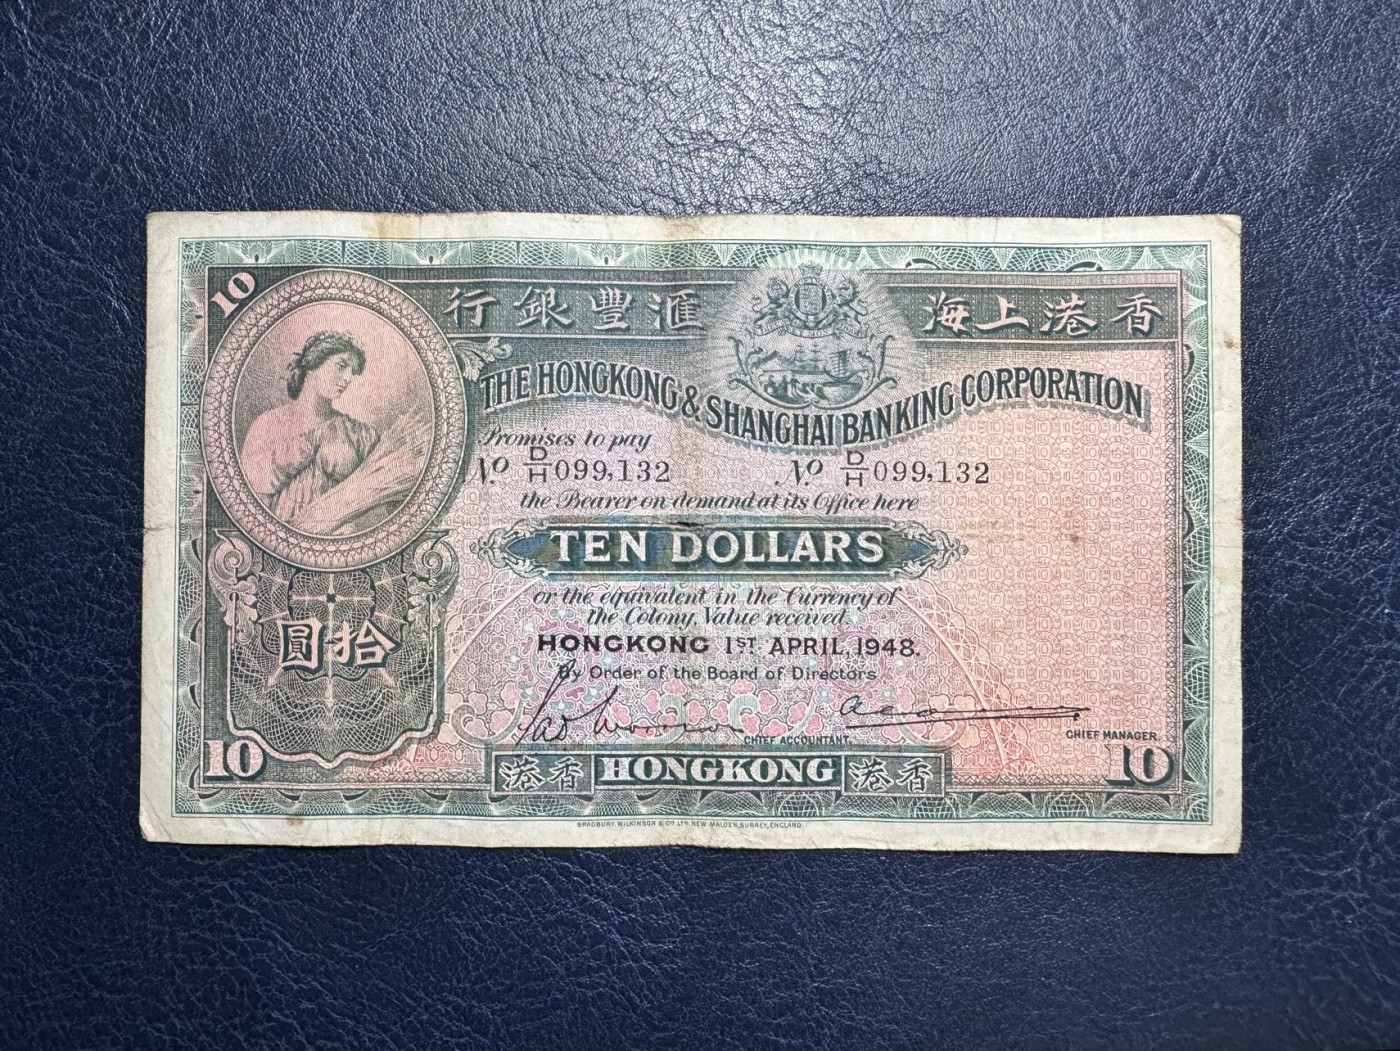 10
行銀豐滙 海上港香
THE HONGKONG & SHANGHAI BANKING CORPORATION
Promises to pay
No. D/H 099,132 No. D/H 099,132
the Bearer on demand at its Office here
TEN DOLLARS
or the equivalent in the Currency of
the Colony, Value received.
圓拾
HONGKONG 1ST APRIL, 1948.
By Order of the Board of Directors
CHIEF ACCOUNTANT.
CHIEF MANAGER
10 港香 HONGKONG 港香 10
BRADBURY, WILKINSON & Co. LTD. NEW MALDEN, SURREY, ENGLAND.